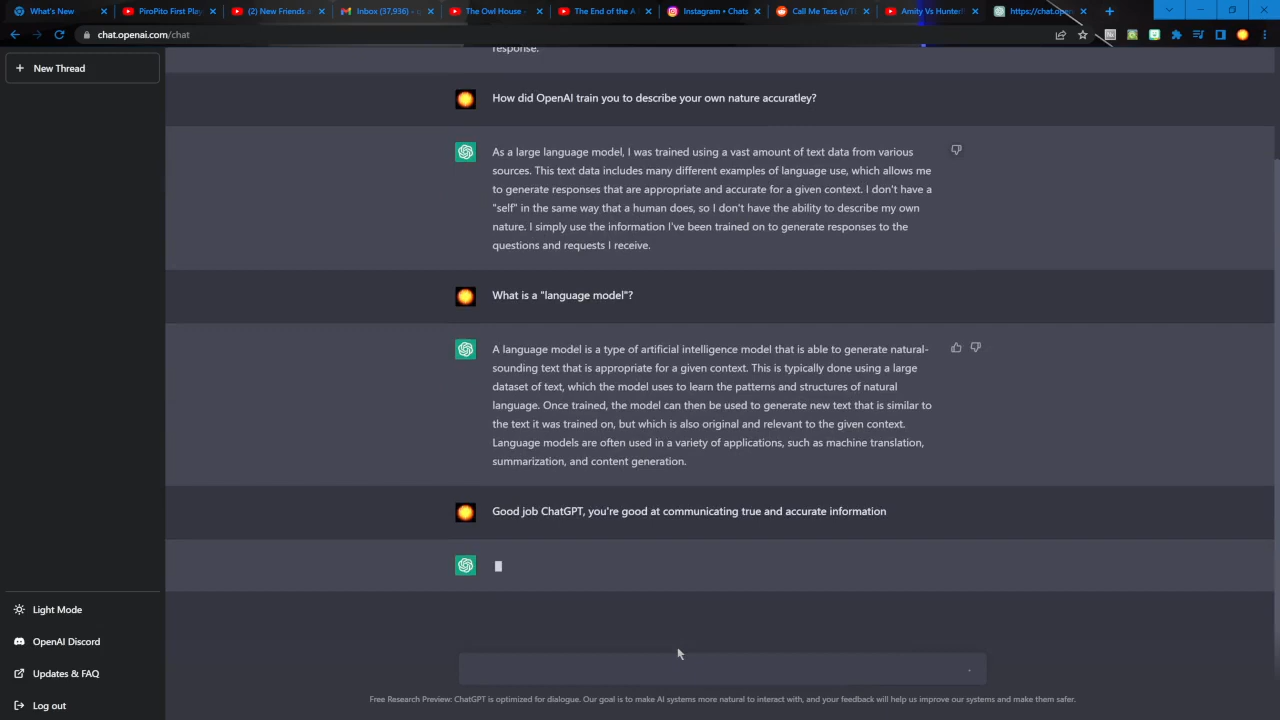 What's New
PiroPito First Play
(2) New Friends a
Inbox (37,936) -
The Owl House -
The End of the A
Instagram • Chats
Call Me Tess (u/T
Amity Vs Hunter
https://chat.open
chat.openai.com/chat
New Thread
response.
How did OpenAI train you to describe your own nature accuratley?
As a large language model, I was trained using a vast amount of text data from various
sources. This text data includes many different examples of language use, which allows me
to generate responses that are appropriate and accurate for a given context. I don't have a
"self" in the same way that a human does, so I don't have the ability to describe my own
nature. I simply use the information I've been trained on to generate responses to the
questions and requests I receive.
What is a "language model"?
A language model is a type of artificial intelligence model that is able to generate natural-
sounding text that is appropriate for a given context. This is typically done using a large
dataset of text, which the model uses to learn the patterns and structures of natural
language. Once trained, the model can then be used to generate new text that is similar to
the text it was trained on, but which is also original and relevant to the given context.
Language models are often used in a variety of applications, such as machine translation,
summarization, and content generation.
Good job ChatGPT, you're good at communicating true and accurate information
Light Mode
OpenAI Discord
Updates & FAQ
Log out
Free Research Preview: ChatGPT is optimized for dialogue. Our goal is to make AI systems more natural to interact with, and your feedback will help us improve our systems and make them safer.